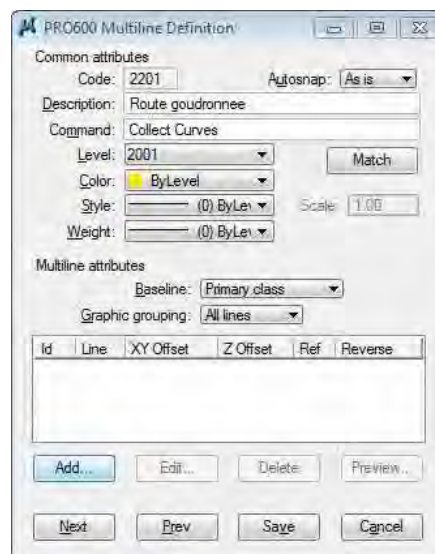 PRO600 Multiline Definition
Common attributes
Code: 2201 Autosnap: As is
Description: Route goudronnee
Command: Collect Curves
Level: 2001
Match
Color: ByLevel
Style: (0) ByLev Scale 1.00
Weight: (0) ByLev
Multiline attributes
Baseline: Primary class
Graphic grouping: All lines
Id Line XY Offset Z Offset Ref Reverse
Add... Edit... Delete Preview...
Next Prev Save Cancel